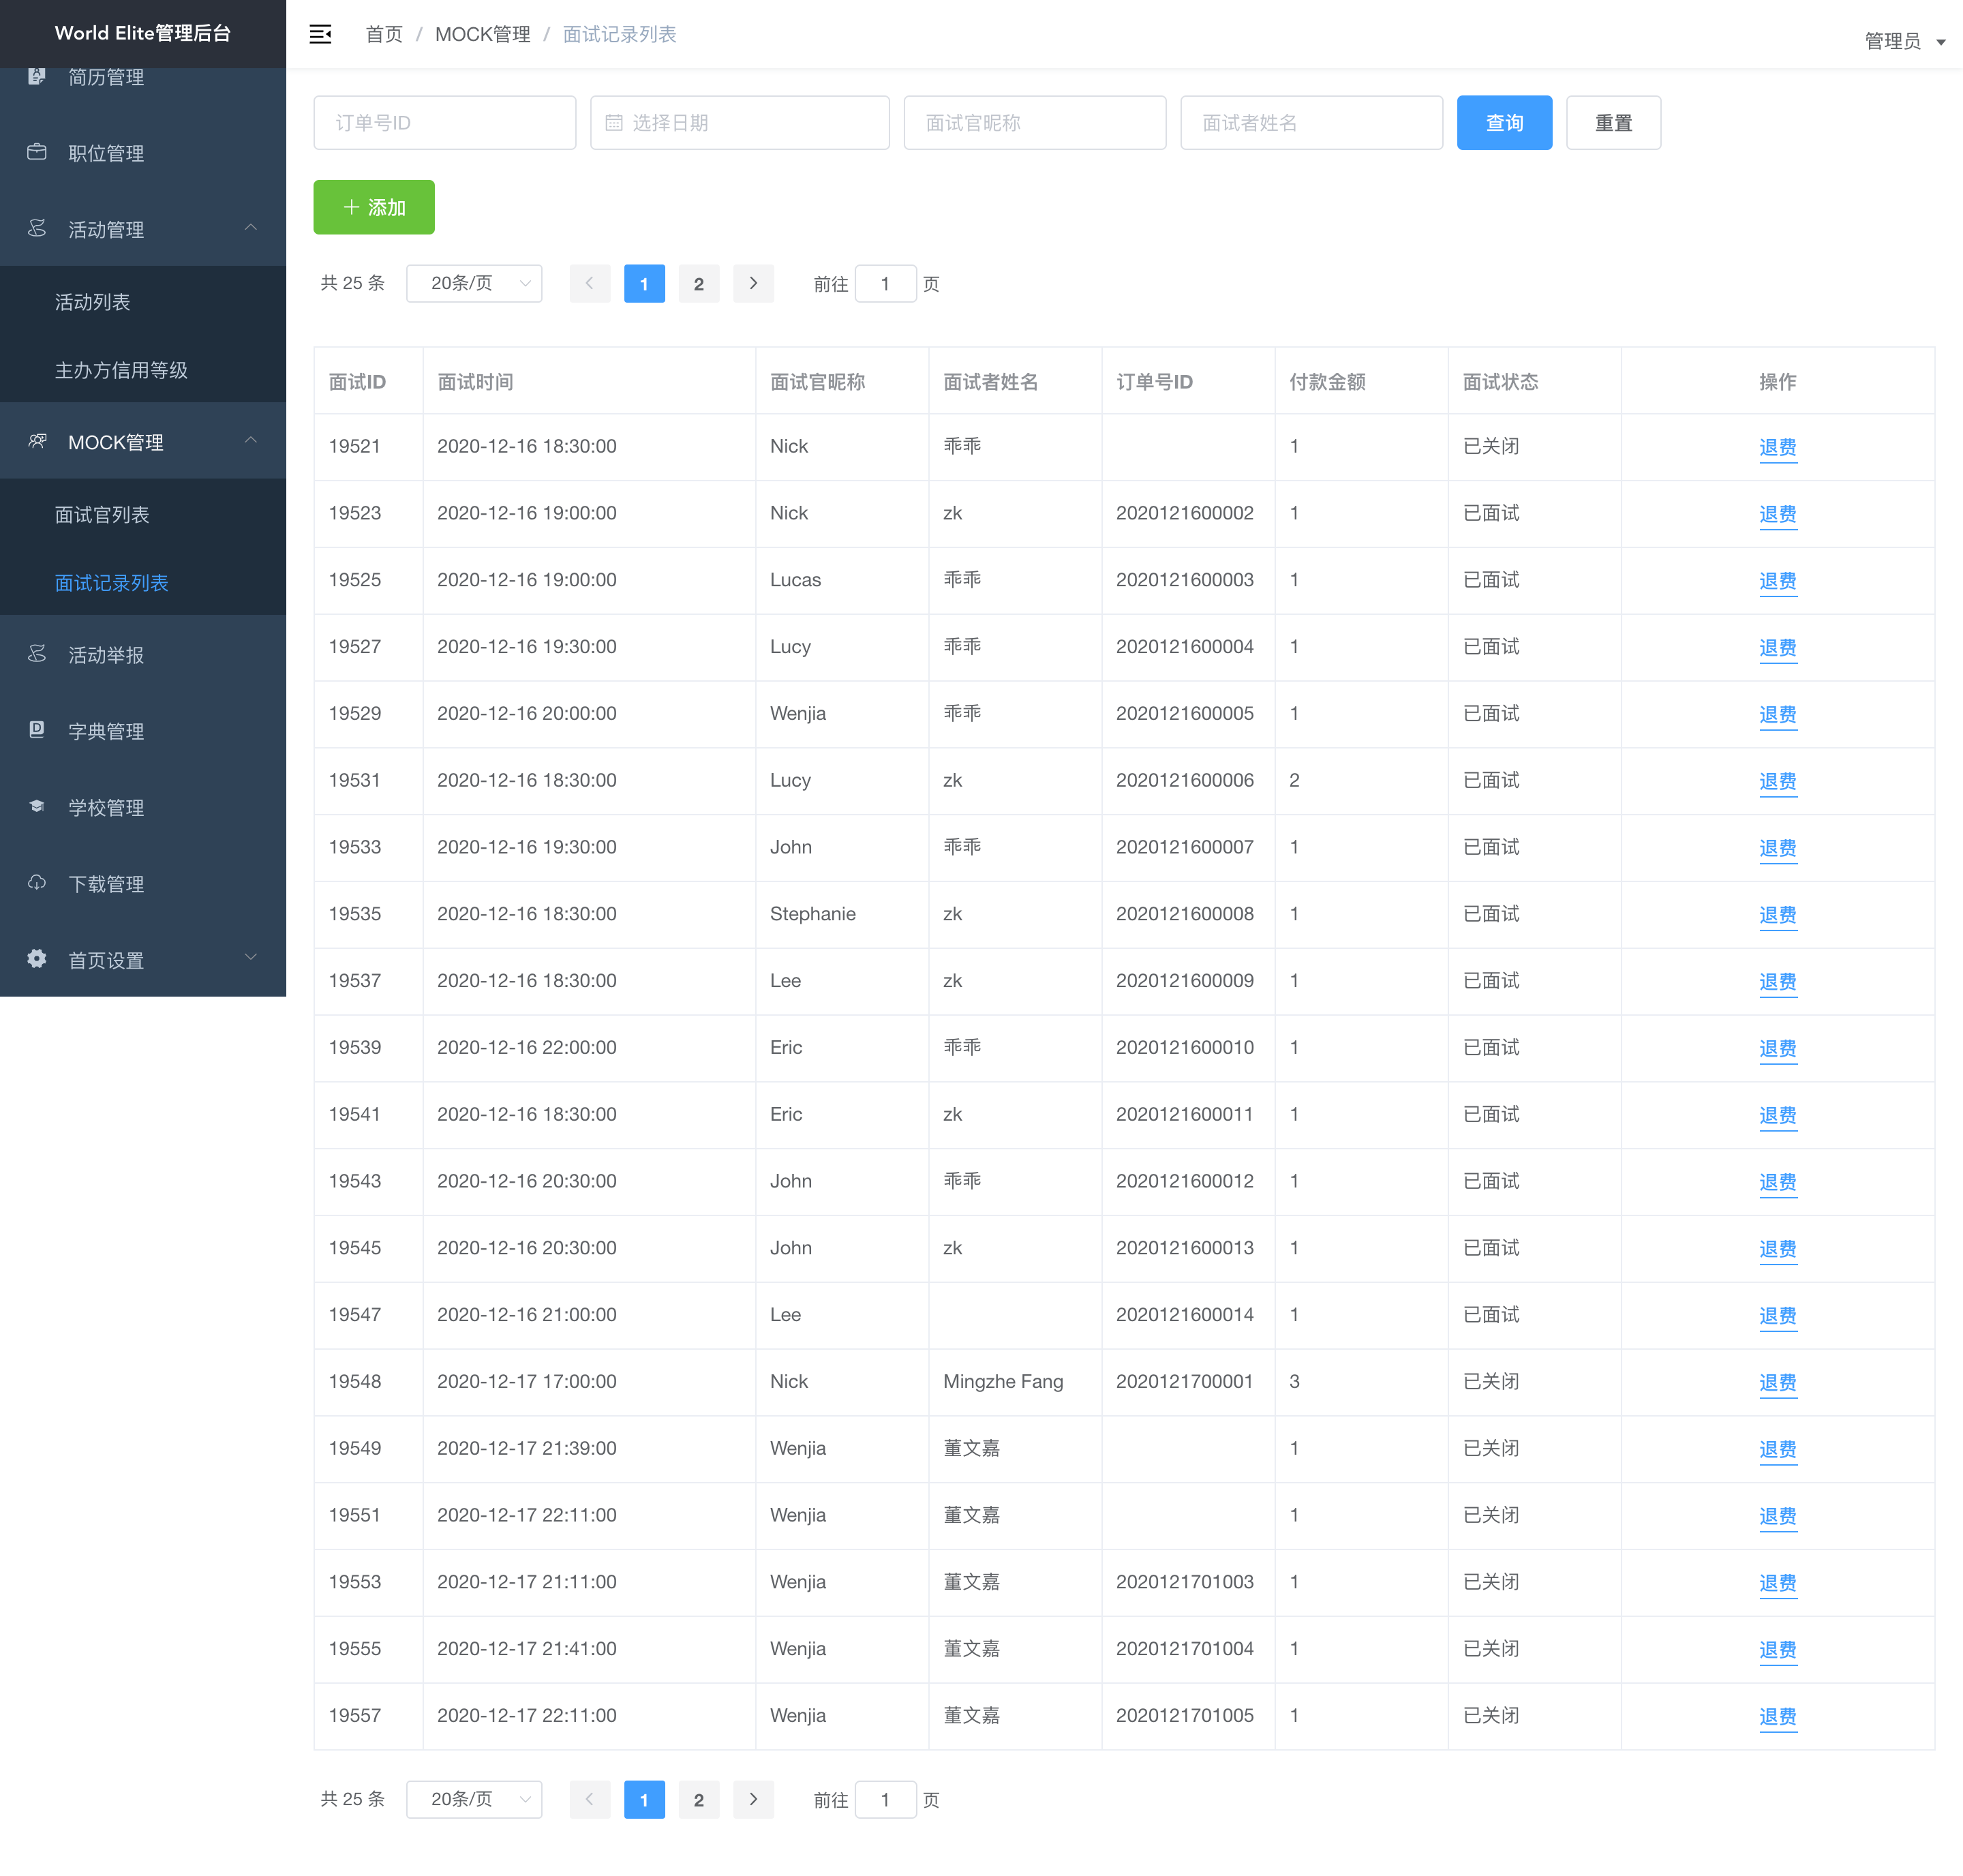 World Elite管理后台
简历管理
职位管理
活动管理
活动列表
主办方信用等级
MOCK管理
面试官列表
面试记录列表
活动举报
字典管理
学校管理
下载管理
首页设置
首页 / MOCK管理 / 面试记录列表
管理员
订单号ID 选择日期 面试官昵称 面试者姓名 查询 重置
添加
共 25 条 20条/页 1 2 前往 1 页
面试ID 面试时间 面试官昵称 面试者姓名 订单号ID 付款金额 面试状态 操作
19521 2020-12-16 18:30:00 Nick 乖乖 1 已关闭 退费
19523 2020-12-16 19:00:00 Nick zk 2020121600002 1 已面试 退费
19525 2020-12-16 19:00:00 Lucas 乖乖 2020121600003 1 已面试 退费
19527 2020-12-16 19:30:00 Lucy 乖乖 2020121600004 1 已面试 退费
19529 2020-12-16 20:00:00 Wenjia 乖乖 2020121600005 1 已面试 退费
19531 2020-12-16 18:30:00 Lucy zk 2020121600006 2 已面试 退费
19533 2020-12-16 19:30:00 John 乖乖 2020121600007 1 已面试 退费
19535 2020-12-16 18:30:00 Stephanie zk 2020121600008 1 已面试 退费
19537 2020-12-16 18:30:00 Lee zk 2020121600009 1 已面试 退费
19539 2020-12-16 22:00:00 Eric 乖乖 2020121600010 1 已面试 退费
19541 2020-12-16 18:30:00 Eric zk 2020121600011 1 已面试 退费
19543 2020-12-16 20:30:00 John 乖乖 2020121600012 1 已面试 退费
19545 2020-12-16 20:30:00 John zk 2020121600013 1 已面试 退费
19547 2020-12-16 21:00:00 Lee 2020121600014 1 已面试 退费
19548 2020-12-17 17:00:00 Nick Mingzhe Fang 2020121700001 3 已关闭 退费
19549 2020-12-17 21:39:00 Wenjia 董文嘉 1 已关闭 退费
19551 2020-12-17 22:11:00 Wenjia 董文嘉 1 已关闭 退费
19553 2020-12-17 21:11:00 Wenjia 董文嘉 2020121701003 1 已关闭 退费
19555 2020-12-17 21:41:00 Wenjia 董文嘉 2020121701004 1 已关闭 退费
19557 2020-12-17 22:11:00 Wenjia 董文嘉 2020121701005 1 已关闭 退费
共 25 条 20条/页 1 2 前往 1 页